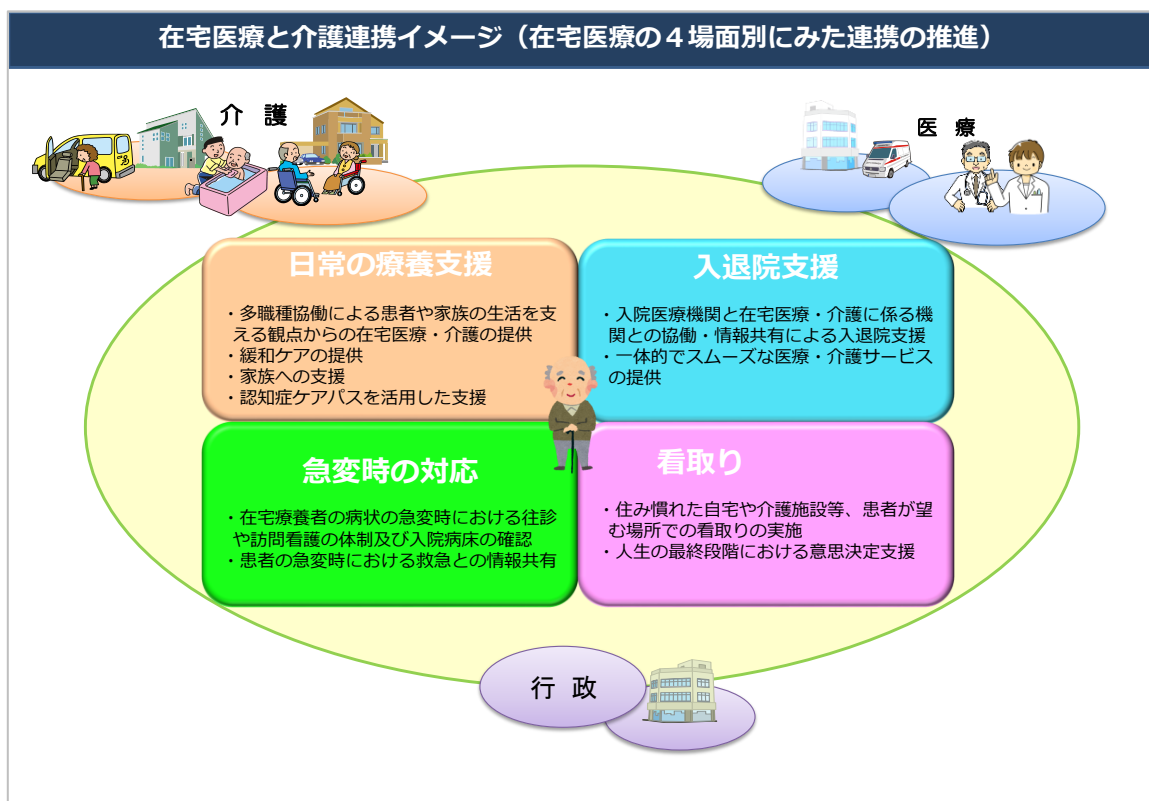 在宅医療と介護連携イメージ（在宅医療の４場面別にみた連携の推進）
介 護
医 療
日常の療養支援
・多職種協働による患者や家族の生活を支
える観点からの在宅医療・介護の提供
・緩和ケアの提供
・家族への支援
・認知症ケアパスを活用した支援
入退院支援
・入院医療機関と在宅医療・介護に係る機
関との協働・情報共有による入退院支援
・一体的でスムーズな医療・介護サービス
の提供
急変時の対応
・在宅療養者の病状の急変時における往診
や訪問看護の体制及び入院病床の確認
・患者の急変時における救急との情報共有
看取り
・住み慣れた自宅や介護施設等、患者が望
む場所での看取りの実施
・人生の最終段階における意思決定支援
行 政